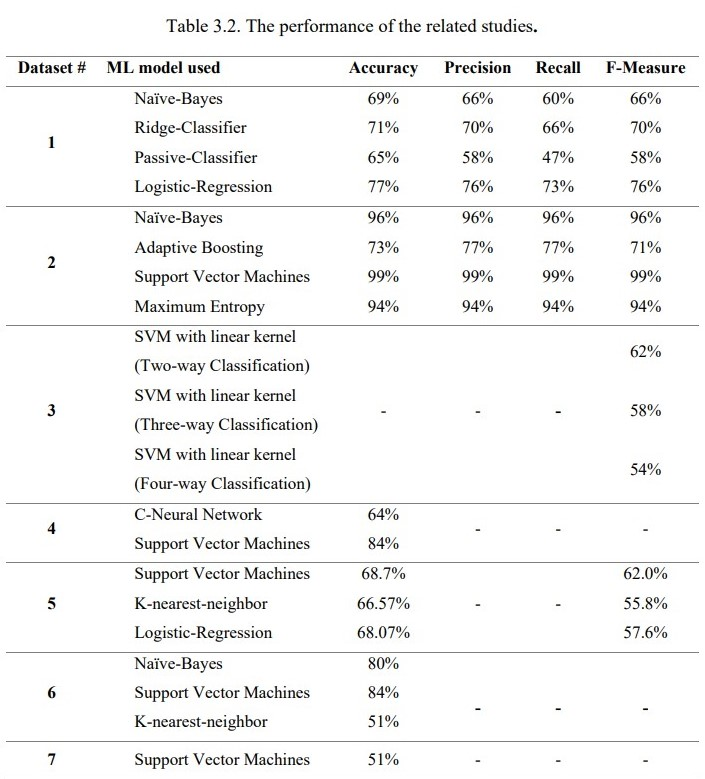 Table 3.2. The performance of the related studies.
Dataset # ML model used Accuracy Precision Recall F-Measure
1
Naïve-Bayes 69% 66% 60% 66%
Ridge-Classifier 71% 70% 66% 70%
Passive-Classifier 65% 58% 47% 58%
Logistic-Regression 77% 76% 73% 76%
2
Naïve-Bayes 96% 96% 96% 96%
Adaptive Boosting 73% 77% 77% 71%
Support Vector Machines 99% 99% 99% 99%
Maximum Entropy 94% 94% 94% 94%
3
SVM with linear kernel
(Two-way Classification) 62%
SVM with linear kernel
(Three-way Classification) - - - 58%
SVM with linear kernel
(Four-way Classification) 54%
4
C-Neural Network 64%
Support Vector Machines 84% - - -
5
Support Vector Machines 68.7% 62.0%
K-nearest-neighbor 66.57% - - 55.8%
Logistic-Regression 68.07% 57.6%
6
Naïve-Bayes 80%
Support Vector Machines 84%
K-nearest-neighbor 51% - - -
7 Support Vector Machines 51% - - -